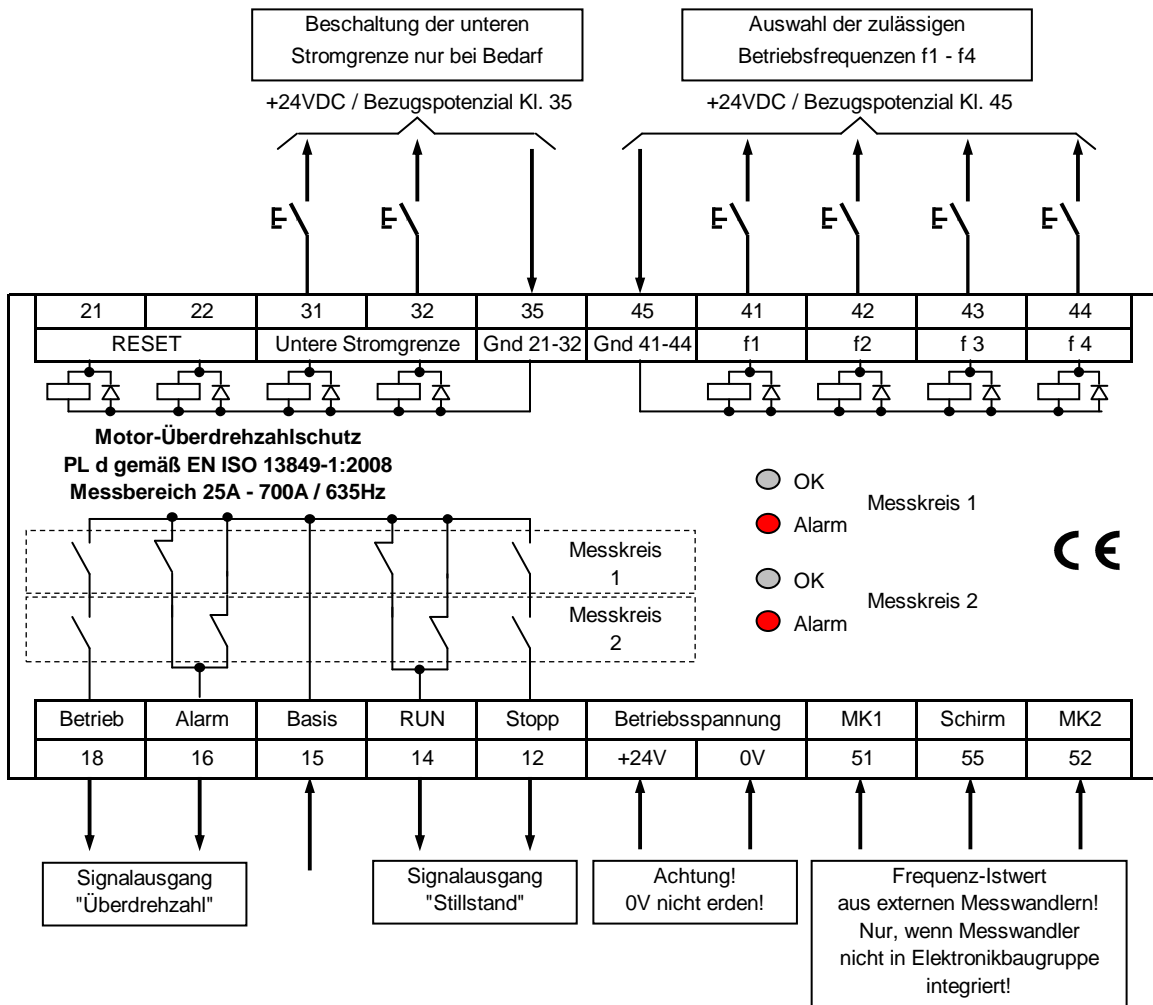 Beschaltung der unteren
Stromgrenze nur bei Bedarf
Auswahl der zulässigen
Betriebsfrequenzen f1 - f4
+24VDC / Bezugspotenzial Kl. 35
+24VDC / Bezugspotenzial Kl. 45
21 22 31 32 35 45 41 42 43 44
RESET Untere Stromgrenze Gnd 21-32 Gnd 41-44 f1 f2 f 3 f 4
Motor-Überdrehzahlschutz
PL d gemäß EN ISO 13849-1:2008
Messbereich 25A - 700A / 635Hz
OK
Messkreis 1
Alarm
OK
Messkreis 2
Alarm
CE
Messkreis
1
Messkreis
2
Betrieb Alarm Basis RUN Stopp Betriebsspannung MK1 Schirm MK2
18 16 15 14 12 +24V 0V 51 55 52
Signalausgang
"Überdrehzahl"
Signalausgang
"Stillstand"
Achtung!
0V nicht erden!
Frequenz-Istwert
aus externen Messwandlern!
Nur, wenn Messwandler
nicht in Elektronikbaugruppe
integriert!